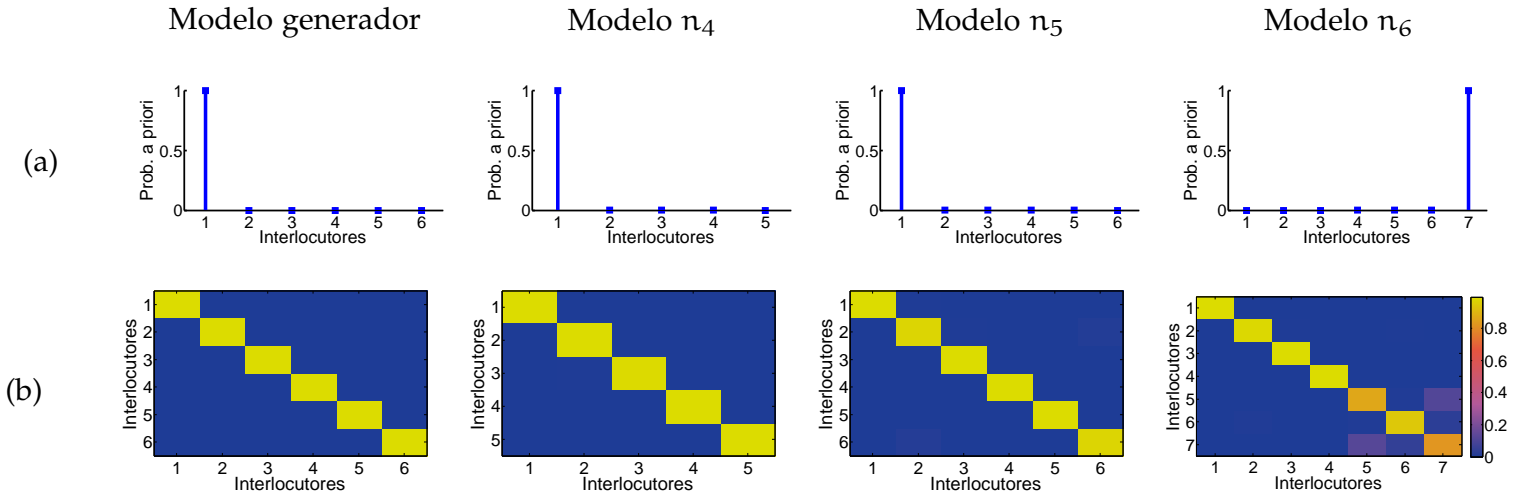 Modelo generador
Modelo n4
Modelo n5
Modelo n6
(a)
Prob. a priori
1
0.5
0
1 2 3 4 5 6
Interlocutores
Prob. a priori
1
0.5
0
1 2 3 4 5
Interlocutores
Prob. a priori
1
0.5
0
1 2 3 4 5 6
Interlocutores
Prob. a priori
1
0.5
0
1 2 3 4 5 6 7
Interlocutores
(b)
Interlocutores
1
2
3
4
5
6
1 2 3 4 5 6
Interlocutores
Interlocutores
1
2
3
4
5
1 2 3 4 5
Interlocutores
Interlocutores
1
2
3
4
5
6
1 2 3 4 5 6
Interlocutores
Interlocutores
1
2
3
4
5
6
7
1 2 3 4 5 6 7
Interlocutores
0.8
0.6
0.4
0.2
0